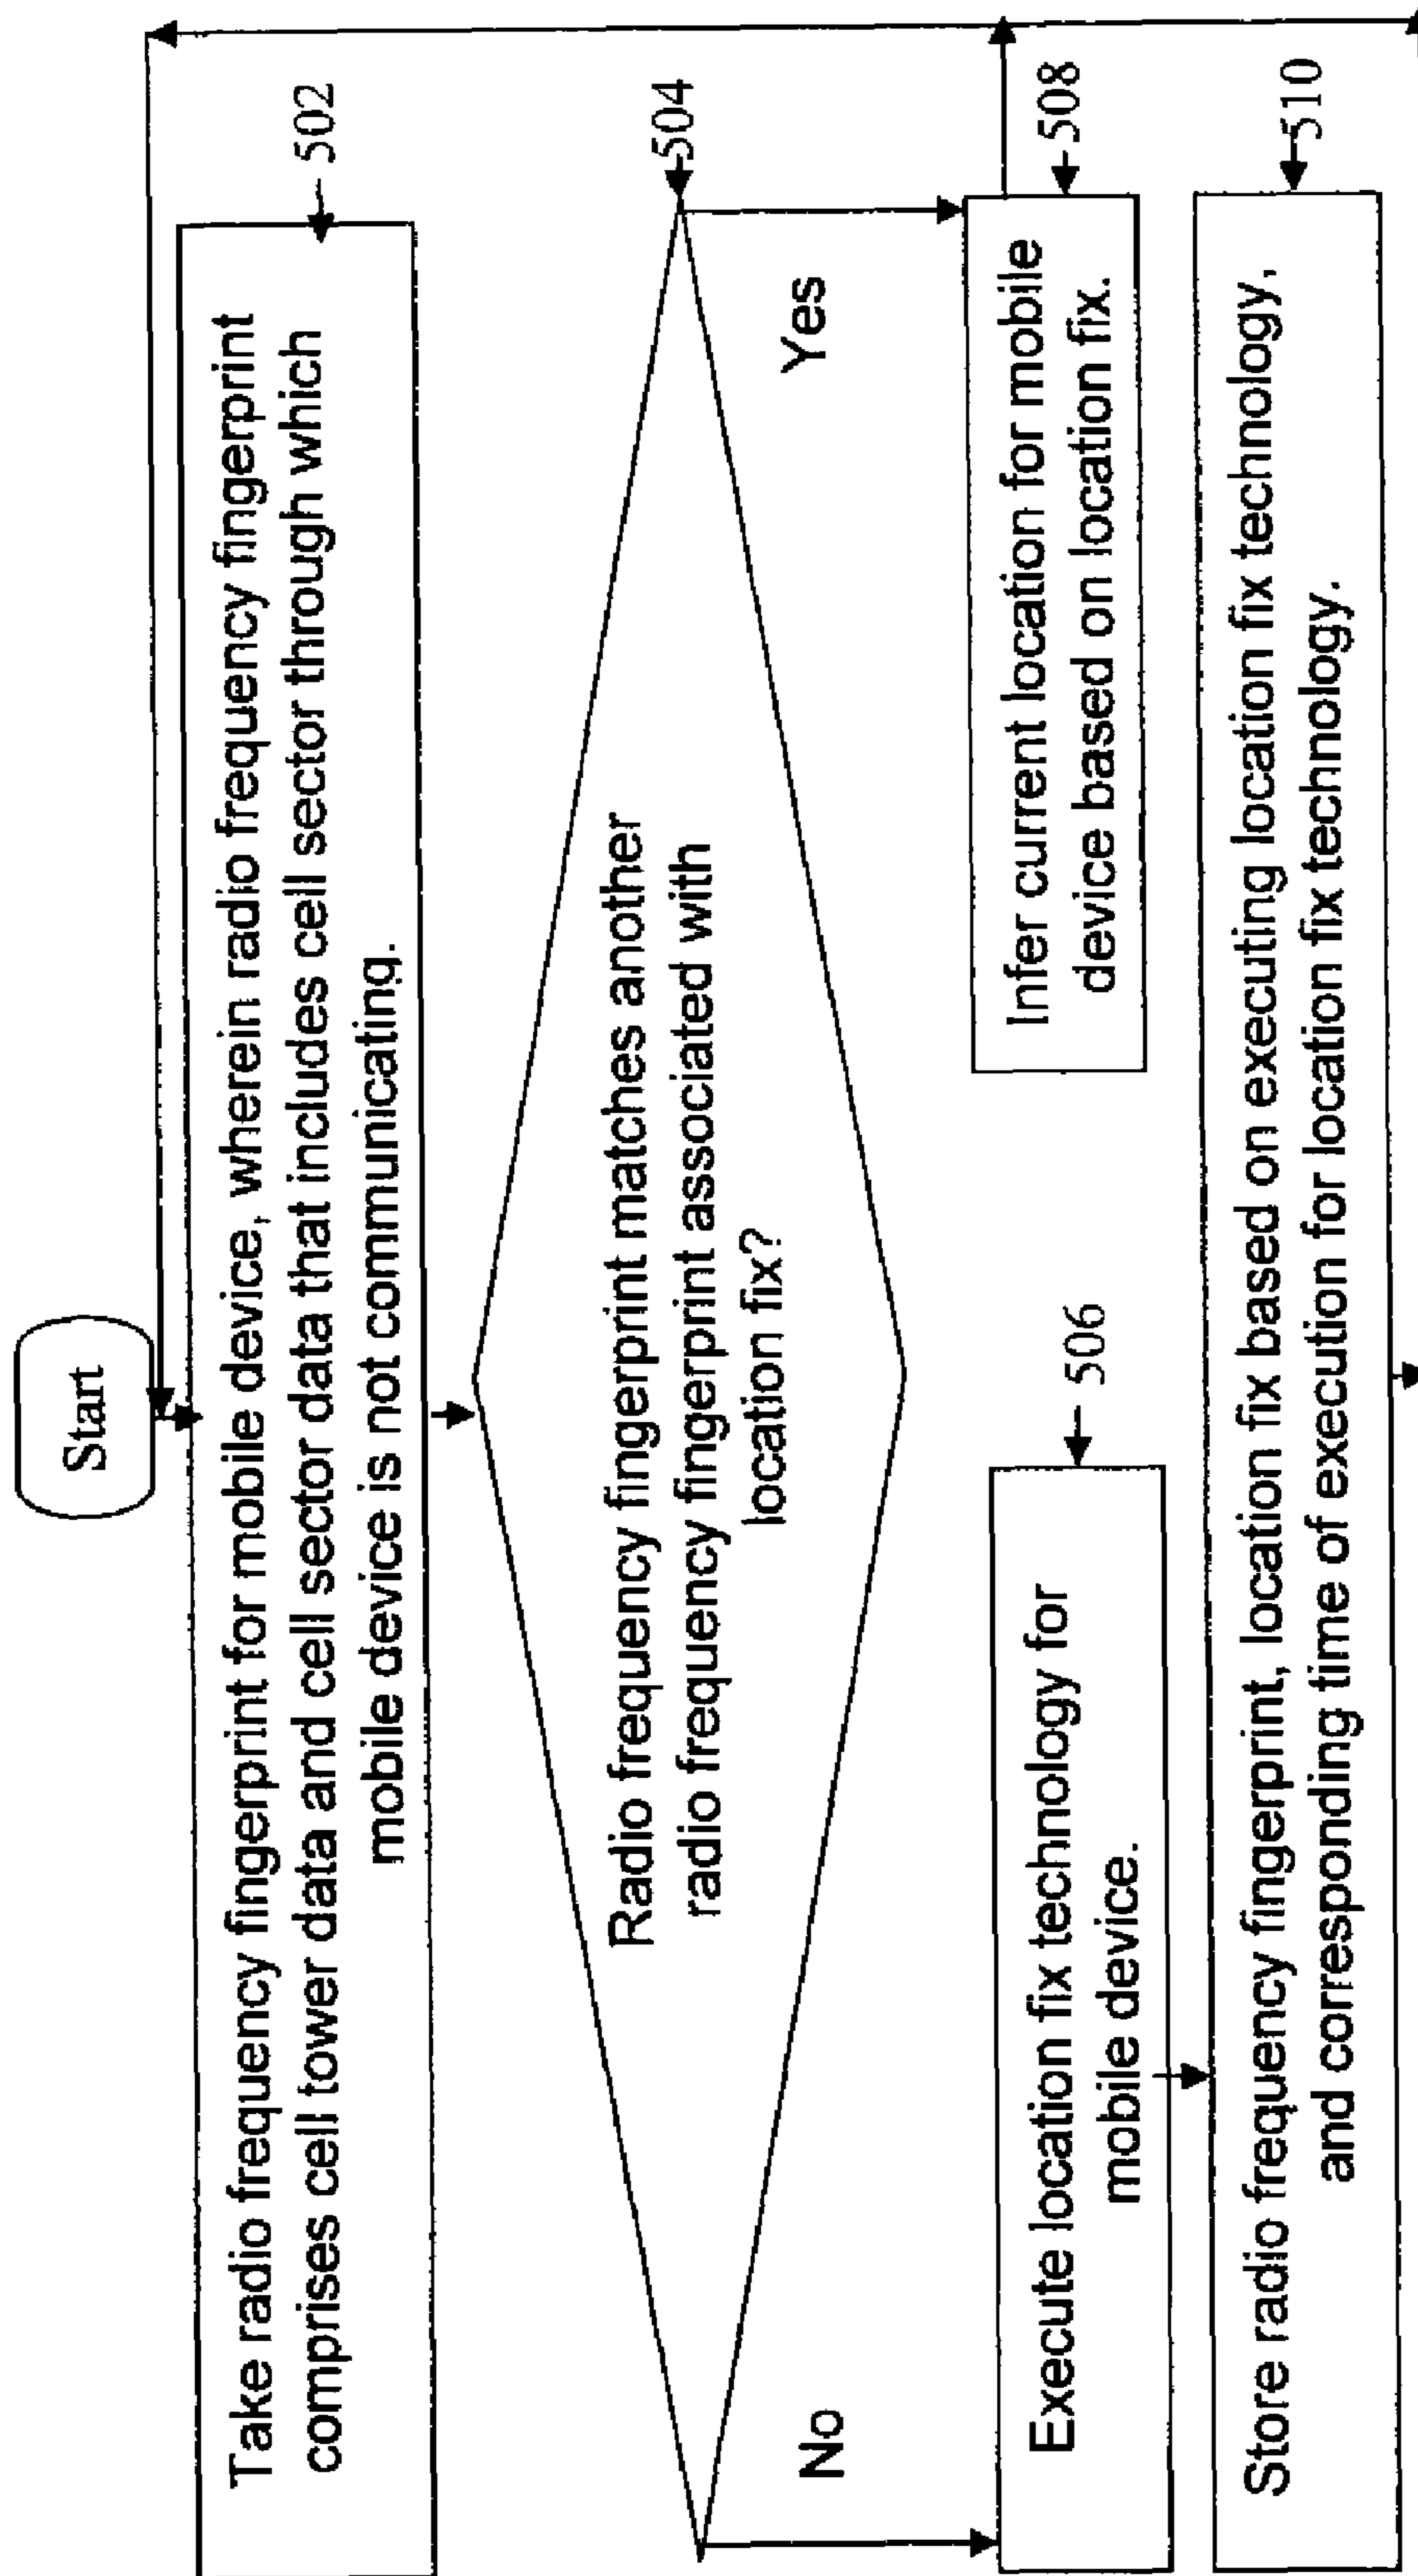 Start
Take radio frequency fingerprint for mobile device, wherein radio frequency fingerprint
comprises cell tower data and cell sector data that includes cell sector through which
mobile device is not communicating.
502
Radio frequency fingerprint matches another
radio frequency fingerprint associated with
location fix?
504
No
Yes
Execute location fix technology for
mobile device.
506
Infer current location for mobile
device based on location fix.
508
Store radio frequency fingerprint, location fix based on executing location fix technology,
and corresponding time of execution for location fix technology.
510